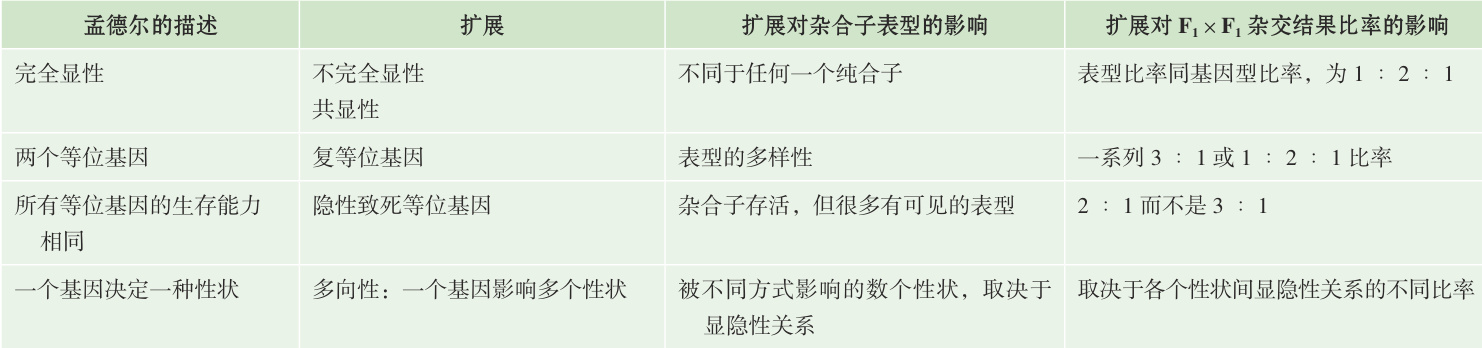 孟德尔的描述 扩展 扩展对杂合子表型的影响 扩展对 F₁ × F₁ 杂交结果比率的影响
完全显性 不完全显性 不同于任何一个纯合子 表型比率同基因型比率，为 1 ∶ 2 ∶ 1
共显性
两个等位基因 复等位基因 表型的多样性 一系列 3 ∶ 1 或 1 ∶ 2 ∶ 1 比率
所有等位基因的生存能力 隐性致死等位基因 杂合子存活，但很多有可见的表型 2 ∶ 1 而不是 3 ∶ 1
相同
一个基因决定一种性状 多向性：一个基因影响多个性状 被不同方式影响的数个性状，取决于 取决于各个性状间显隐性关系的不同比率
显隐性关系